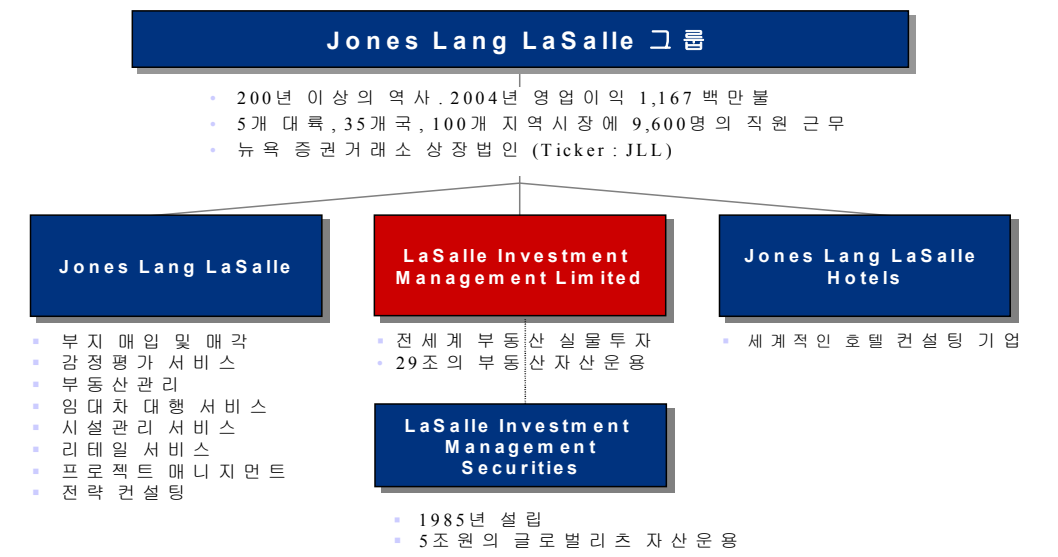 Jones Lang LaSalle 그룹
200년 이상의 역사.2004년 영업이익 1,167 백만불
5개 대륙,35개국,100개 지역시장에 9,600명의 직원 근무
뉴욕 증권거래소 상장법인 (Ticker : JLL)
Jones Lang LaSalle
부지 매입 및 매각
감정평가 서비스
부동산관리
임대차 대행 서비스
시설관리 서비스
리테일 서비스
프로젝트 매니지먼트
전략 컨설팅
LaSalle Investment
Management Limited
전세계 부동산 실물투자
29조의 부동산자산운용
LaSalle Investment
Management
Securities
1985년 설립
5조원의 글로벌리츠 자산운용
Jones Lang LaSalle
Hotels
세계적인 호텔 컨설팅 기업